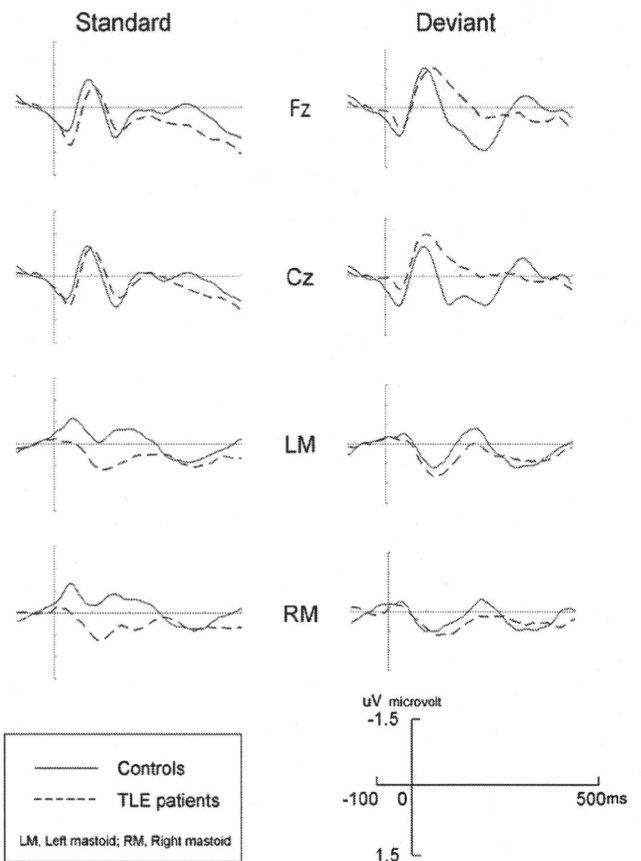 Standard Deviant
Fz
Cz
LM
RM
uV microvolt
-1.5
-100 0 500ms
1.5
Controls
TLE patients
LM, Left mastoid; RM, Right mastoid